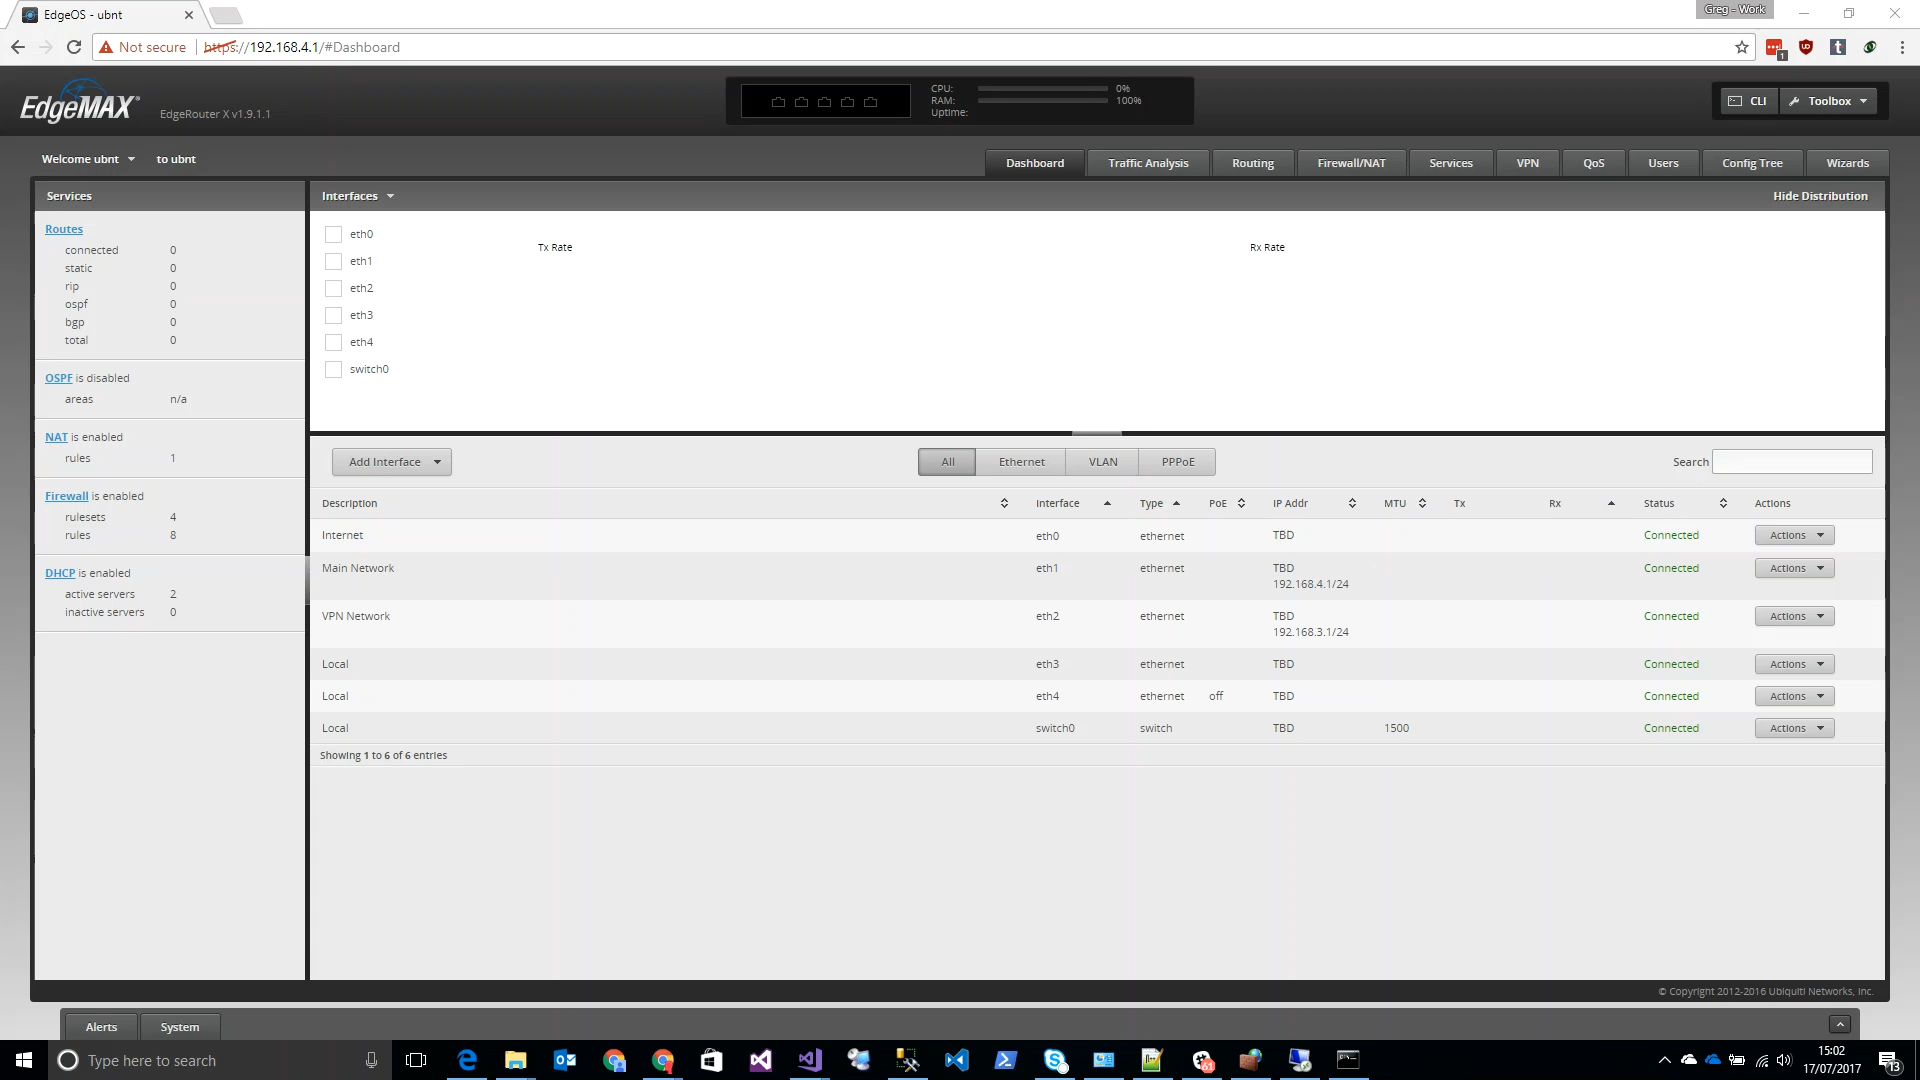 EdgeOS - ubnt
Greg - Work
Not secure
https://192.168.4.1/#Dashboard
1
EdgeMAX
EdgeRouter X v1.9.1.1
CPU: 0%
RAM: 100%
Uptime:
CLI
Toolbox
Welcome ubnt
to ubnt
Dashboard
Traffic Analysis
Routing
Firewall/NAT
Services
VPN
QoS
Users
Config Tree
Wizards
Services
Routes
connected 0
static 0
rip 0
ospf 0
bgp 0
total 0
OSPF is disabled
areas n/a
NAT is enabled
rules 1
Firewall is enabled
rulesets 4
rules 8
DHCP is enabled
active servers 2
inactive servers 0
Interfaces
Hide Distribution
eth0
eth1
eth2
eth3
eth4
switch0
Tx Rate
Rx Rate
Add Interface
All
Ethernet
VLAN
PPPoE
Search
Description Interface Type PoE IP Addr MTU Tx Rx Status Actions
Internet eth0 ethernet TBD Connected Actions
Main Network eth1 ethernet TBD Connected Actions
192.168.4.1/24
VPN Network eth2 ethernet TBD Connected Actions
192.168.3.1/24
Local eth3 ethernet TBD Connected Actions
Local eth4 ethernet off TBD Connected Actions
Local switch0 switch TBD 1500 Connected Actions
Showing 1 to 6 of 6 entries
© Copyright 2012-2016 Ubiquiti Networks, Inc.
Alerts
System
Type here to search
61
15:02
17/07/2017
13